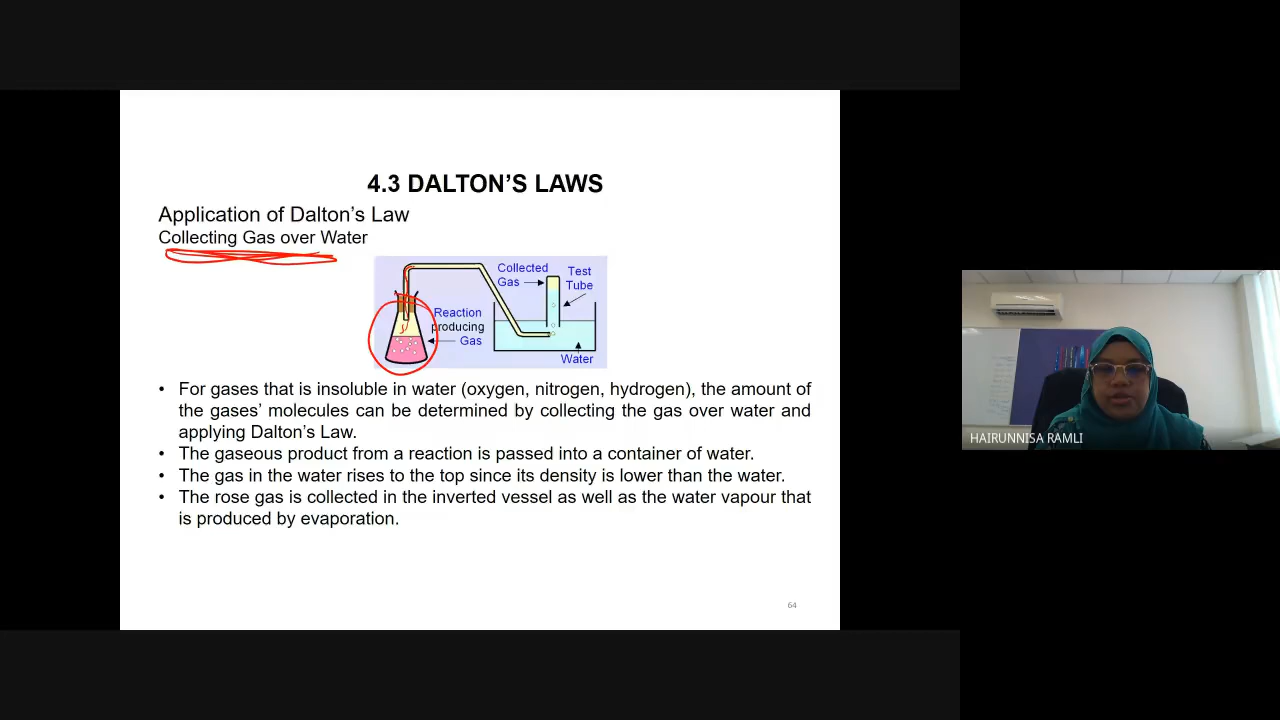 4.3 DALTON'S LAWS
Application of Dalton's Law
Collecting Gas over Water
Collected
Gas
Test
Tube
Reaction
producing
Gas
Water
• For gases that is insoluble in water (oxygen, nitrogen, hydrogen), the amount of
the gases' molecules can be determined by collecting the gas over water and
applying Dalton's Law.
• The gaseous product from a reaction is passed into a container of water.
• The gas in the water rises to the top since its density is lower than the water.
• The rose gas is collected in the inverted vessel as well as the water vapour that
is produced by evaporation.
64
HAIRUNNISA RAMLI